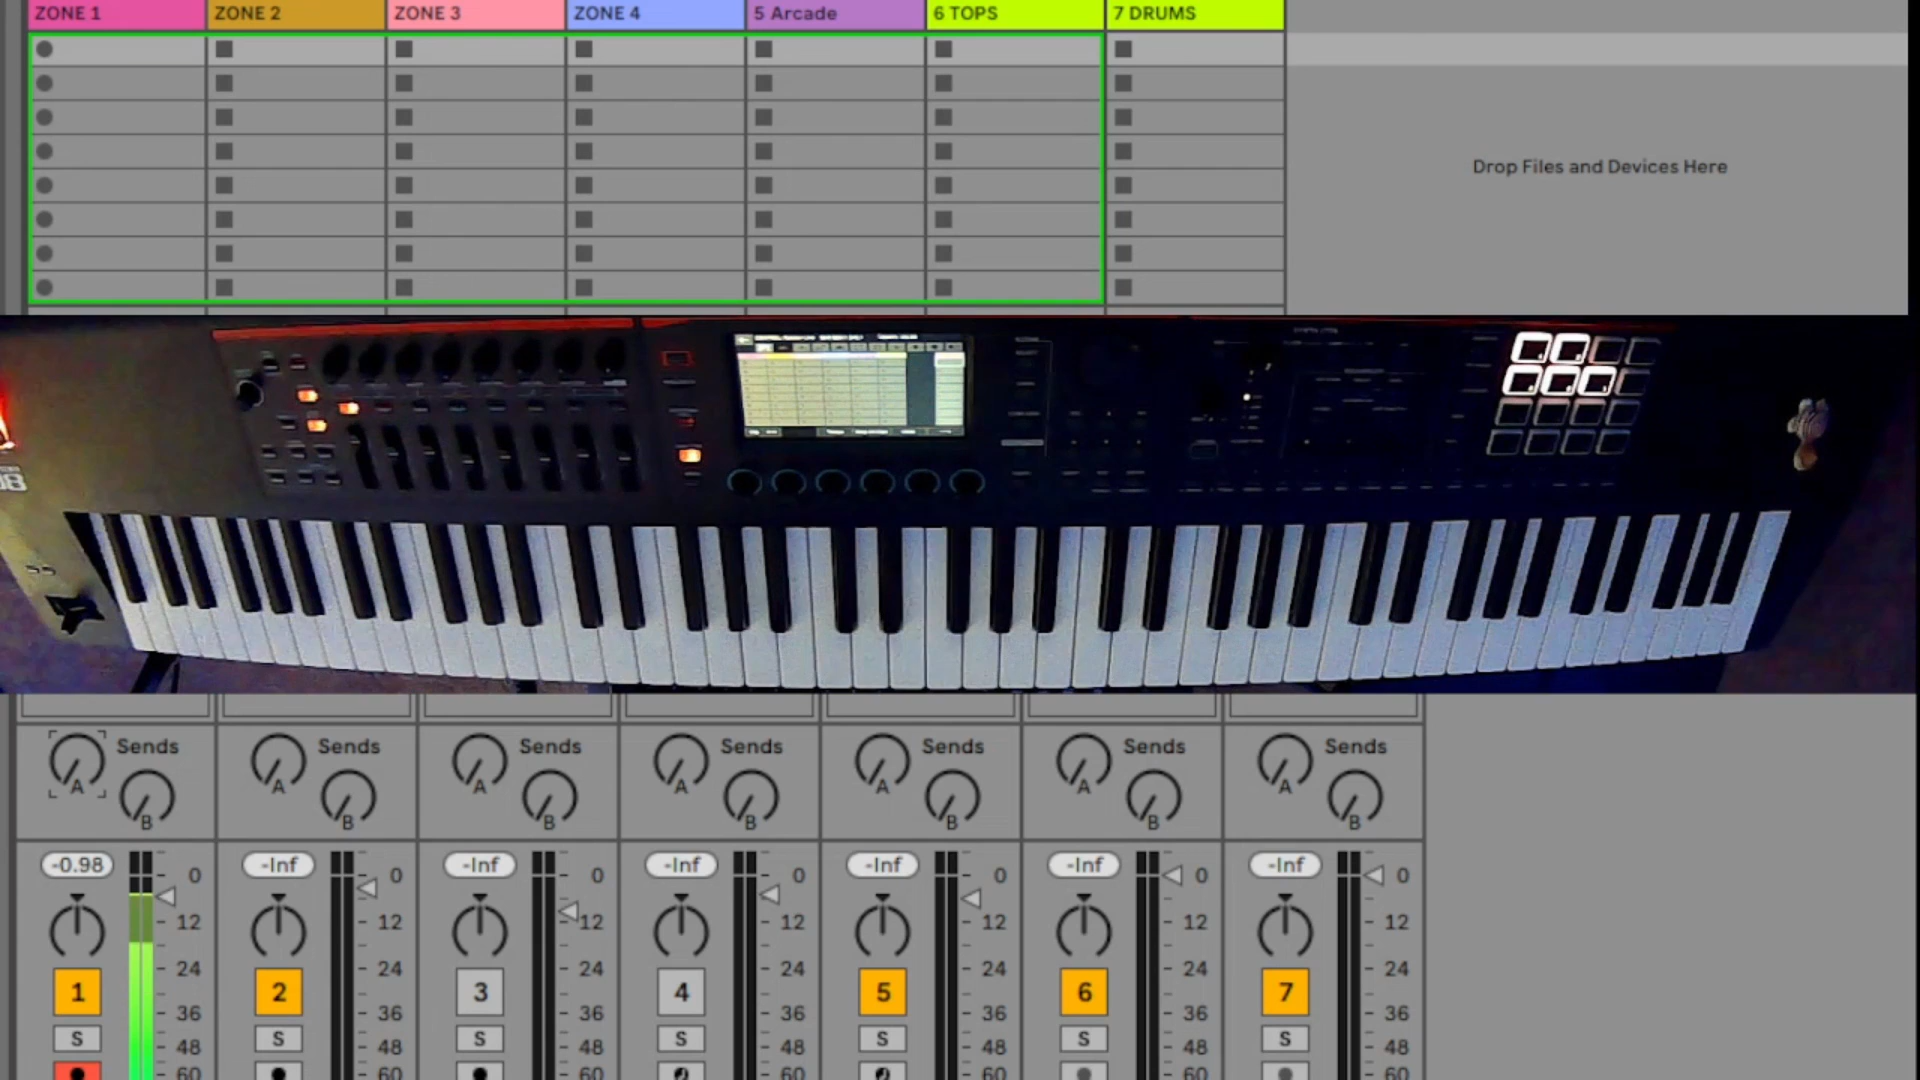 ZONE 1 ZONE 2 ZONE 3 ZONE 4 5 Arcade 6 TOPS 7 DRUMS
Drop Files and Devices Here
Sends Sends Sends Sends Sends Sends Sends
A A A A A A A
B B B B B B B
-0.98 0 -Inf 0 -Inf 0 -Inf 0 -Inf 0 -Inf 0 -Inf 0
12 12 12 12 12 12 12
24 24 24 24 24 24 24
1 2 3 4 5 6 7
36 36 36 36 36 36 36
S S S S S S S
48 48 48 48 48 48 48
60 60 60 60 60 60 60